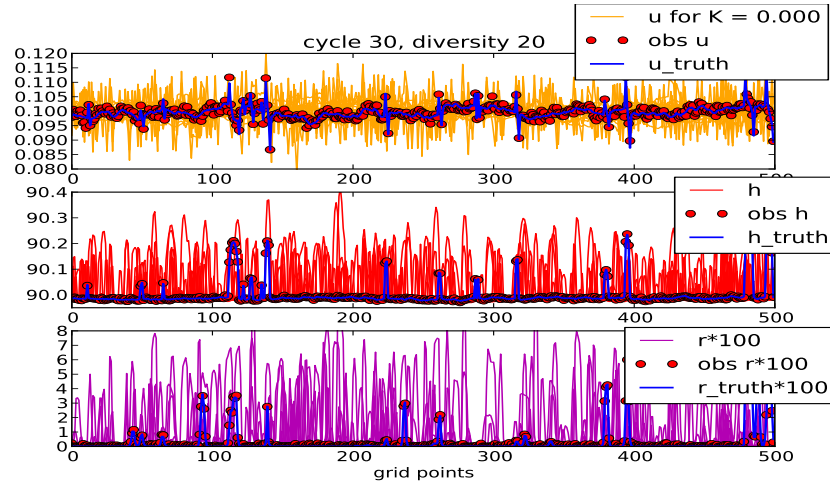 cycle 30, diversity 20
u for K = 0.000
obs u
u_truth
0.120
0.115
0.110
0.105
0.100
0.095
0.090
0.085
0.080
0 100 200 300 400 500
h
obs h
h_truth
90.4
90.3
90.2
90.1
90.0
0 100 200 300 400 500
r*100
obs r*100
r_truth*100
8
7
6
5
4
3
2
1
0
0 100 200 300 400 500
grid points